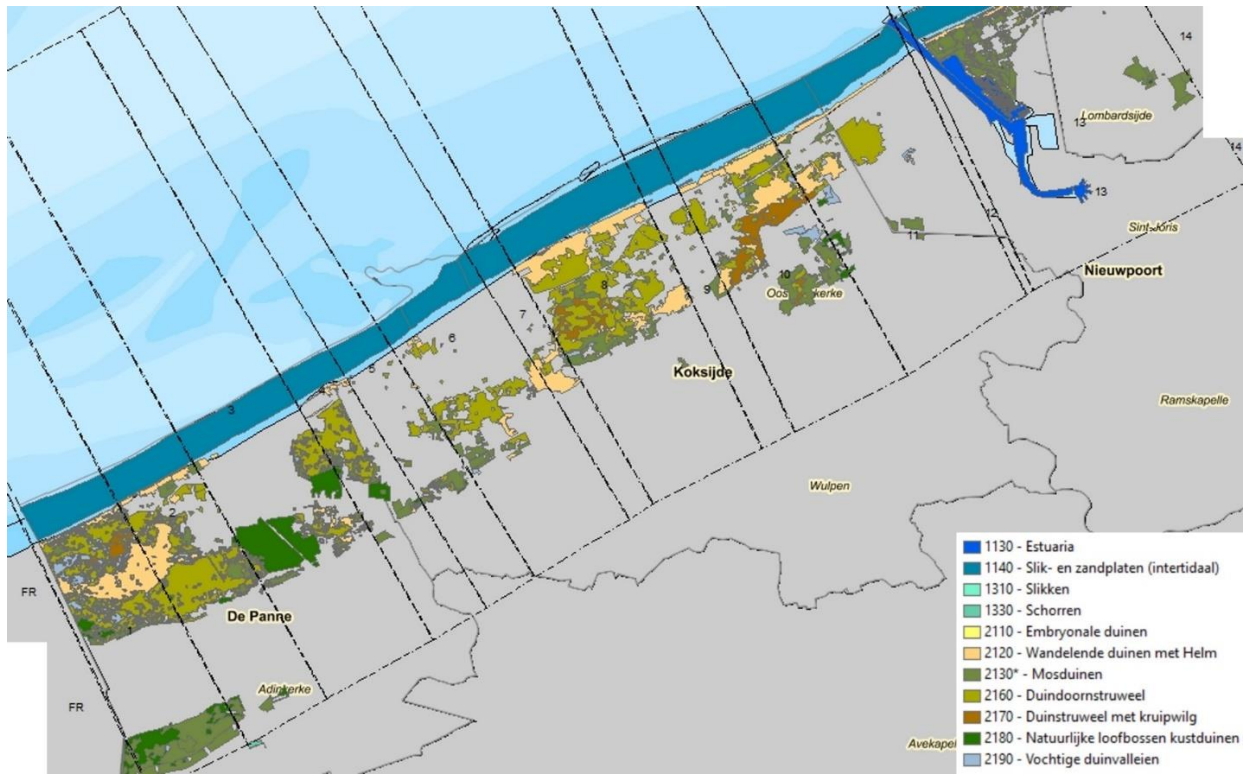 14
13
Lombardsijde
14
3
13
12
Sint-Joris
11
Nieuwpoort
10
9
8
7
6
5
4
Koksijde
Ramskapelle
2
Wulpen
FR
De Panne
1
Adinkerke
FR
1130 - Estuaria
1140 - Slik- en zandplaten (intertidaal)
1310 - Slikken
1330 - Schorren
2110 - Embryonale duinen
2120 - Wandelende duinen met Helm
2130* - Mosduinen
2160 - Duindoornstruweel
2170 - Duinstruweel met kruipwilg
2180 - Natuurlijke loofbossen kustduinen
2190 - Vochtige duinvalleien